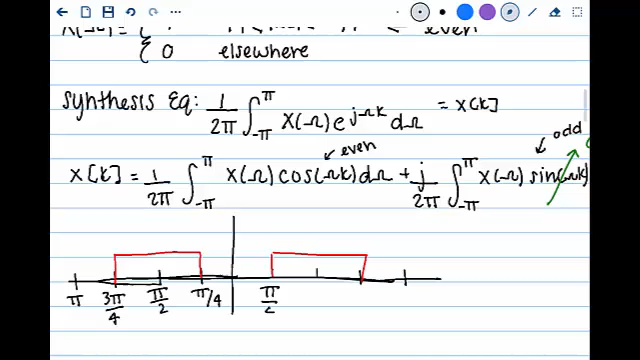 { 0 elsewhere
Synthesis Eq: 1/2π ∫_{-π}^{π} X(Ω) e^{jΩk} dΩ = x[k]
even
odd
x[k] = 1/2π ∫_{-π}^{π} X(Ω) cos(Ωk) dΩ + j/2π ∫_{-π}^{π} X(Ω) sin(Ωk)
π 3π/4 π/2 π/4